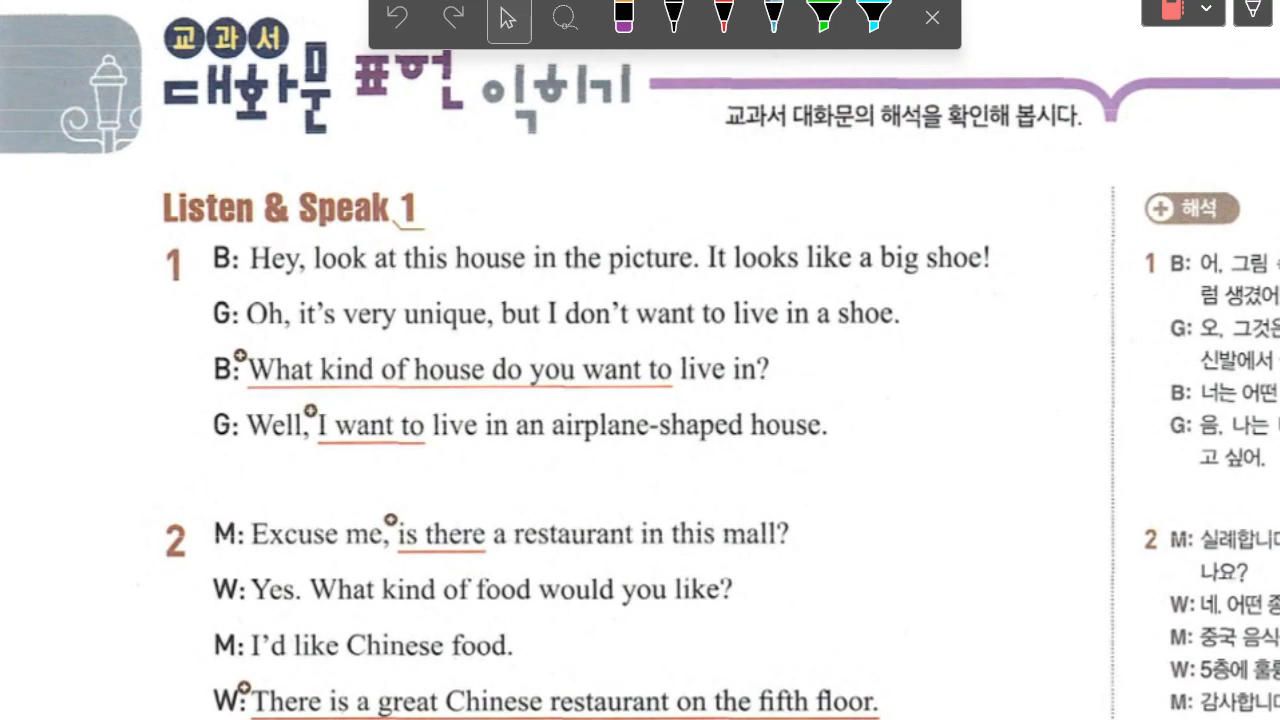 교과서
대화문 표현 익히기
교과서 대화문의 해석을 확인해 봅시다.
Listen & Speak 1
1 B: Hey, look at this house in the picture. It looks like a big shoe!
G: Oh, it's very unique, but I don't want to live in a shoe.
B: What kind of house do you want to live in?
G: Well, I want to live in an airplane-shaped house.
2 M: Excuse me, is there a restaurant in this mall?
W: Yes. What kind of food would you like?
M: I'd like Chinese food.
W: There is a great Chinese restaurant on the fifth floor.
해석
1 B: 어, 그림
럼 생겼어
G: 오, 그것은
신발에서
B: 너는 어떤
G: 음, 나는
고 싶어.
2 M: 실례합니다
나요?
W: 네, 어떤 종
M: 중국 음식
W: 5층에 훌륭
M: 감사합니다